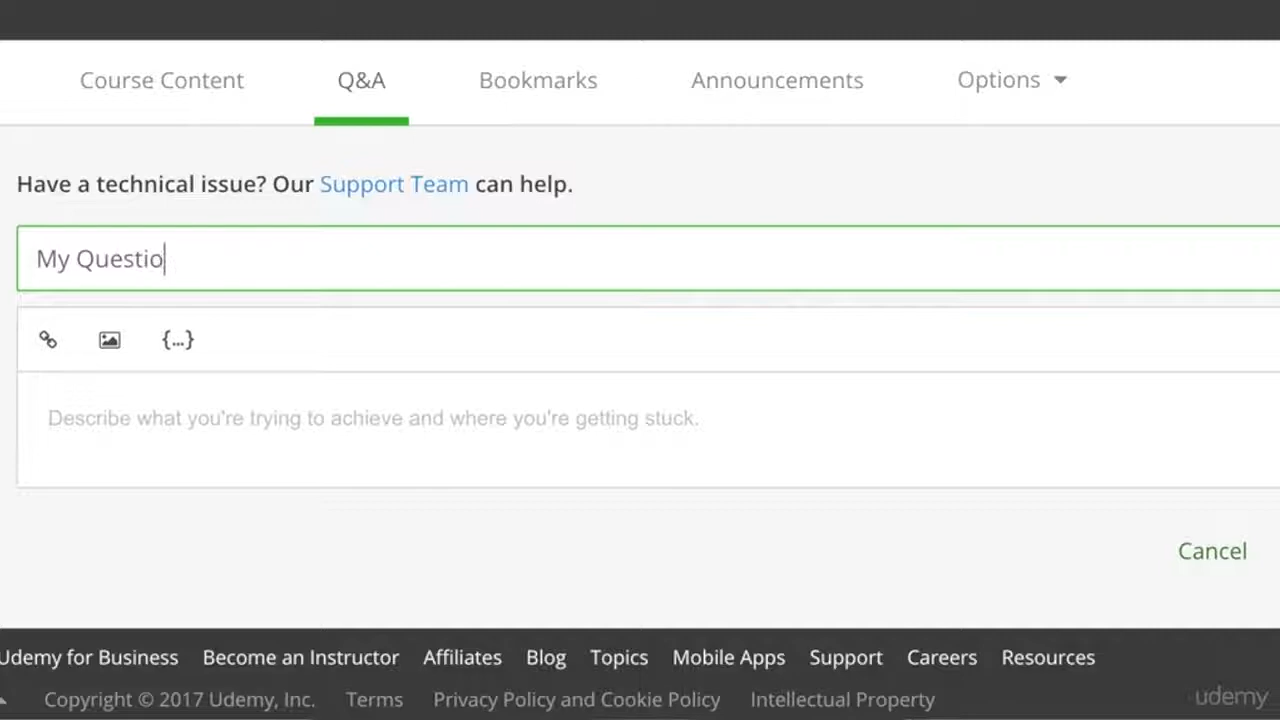 Course Content Q&A Bookmarks Announcements Options
Have a technical issue? Our Support Team can help.
My Questio
{...}
Describe what you're trying to achieve and where you're getting stuck.
Cancel
Udemy for Business Become an Instructor Affiliates Blog Topics Mobile Apps Support Careers Resources
Copyright © 2017 Udemy, Inc. Terms Privacy Policy and Cookie Policy Intellectual Property
udemy